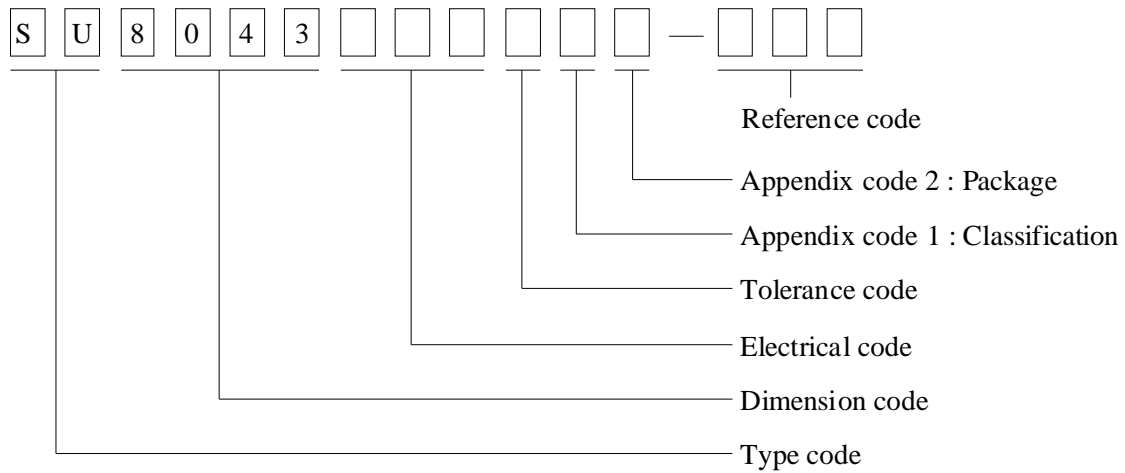 S U 8 0 4 3 —
Reference code
Appendix code 2 : Package
Appendix code 1 : Classification
Tolerance code
Electrical code
Dimension code
Type code